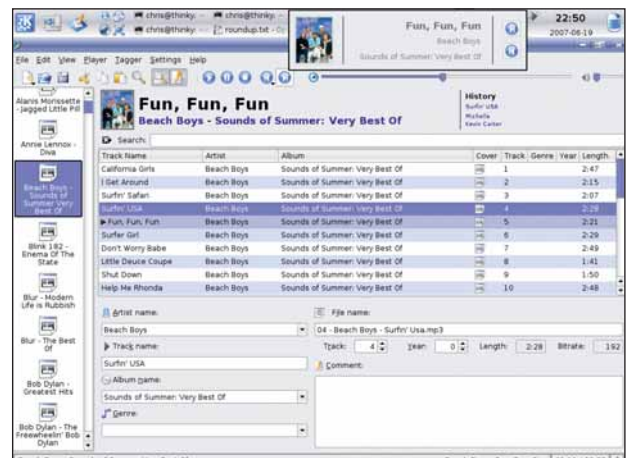 chris@thinky:
chris@thinky:
chris@thinky:
roundup.txt
22:50
2007-06-19
Fun, Fun, Fun
Beach Boys
Sounds of Summer: Very Best Of
File Edit View Player Tagger Settings Help
Alanis Morissette - Jagged Little Pill
Annie Lennox - Diva
Beach Boys - Sounds of Summer: Very Best Of
Blink 182 - Enema Of The State
Blur - Modern Life is Rubbish
Blur - The Best Of
Bob Dylan - Greatest Hits
Bob Dylan - The Freewheelin' Bob Dylan
Fun, Fun, Fun
Beach Boys - Sounds of Summer: Very Best Of
History
Surfin' USA
Michelle
Kevin Carter
Search:
Track Name Artist Album Cover Track Genre Year Length
California Girls Beach Boys Sounds of Summer: Very Best Of 1 2:47
I Get Around Beach Boys Sounds of Summer: Very Best Of 2 2:15
Surfin' Safari Beach Boys Sounds of Summer: Very Best Of 3 2:07
Surfin' USA Beach Boys Sounds of Summer: Very Best Of 4 2:28
Fun, Fun, Fun Beach Boys Sounds of Summer: Very Best Of 5 2:21
Surfer Girl Beach Boys Sounds of Summer: Very Best Of 6 2:29
Don't Worry Babe Beach Boys Sounds of Summer: Very Best Of 7 2:49
Little Deuce Coupe Beach Boys Sounds of Summer: Very Best Of 8 1:41
Shut Down Beach Boys Sounds of Summer: Very Best Of 9 1:50
Help Me Rhonda Beach Boys Sounds of Summer: Very Best Of 10 2:48
Artist name: File name:
Beach Boys 04 - Beach Boys - Surfin' Usa.mp3
Track name: Track: 4 Year: 0 Length: 2:28 Bitrate: 192
Surfin' USA Comment:
Album name:
Sounds of Summer: Very Best Of
Genre: